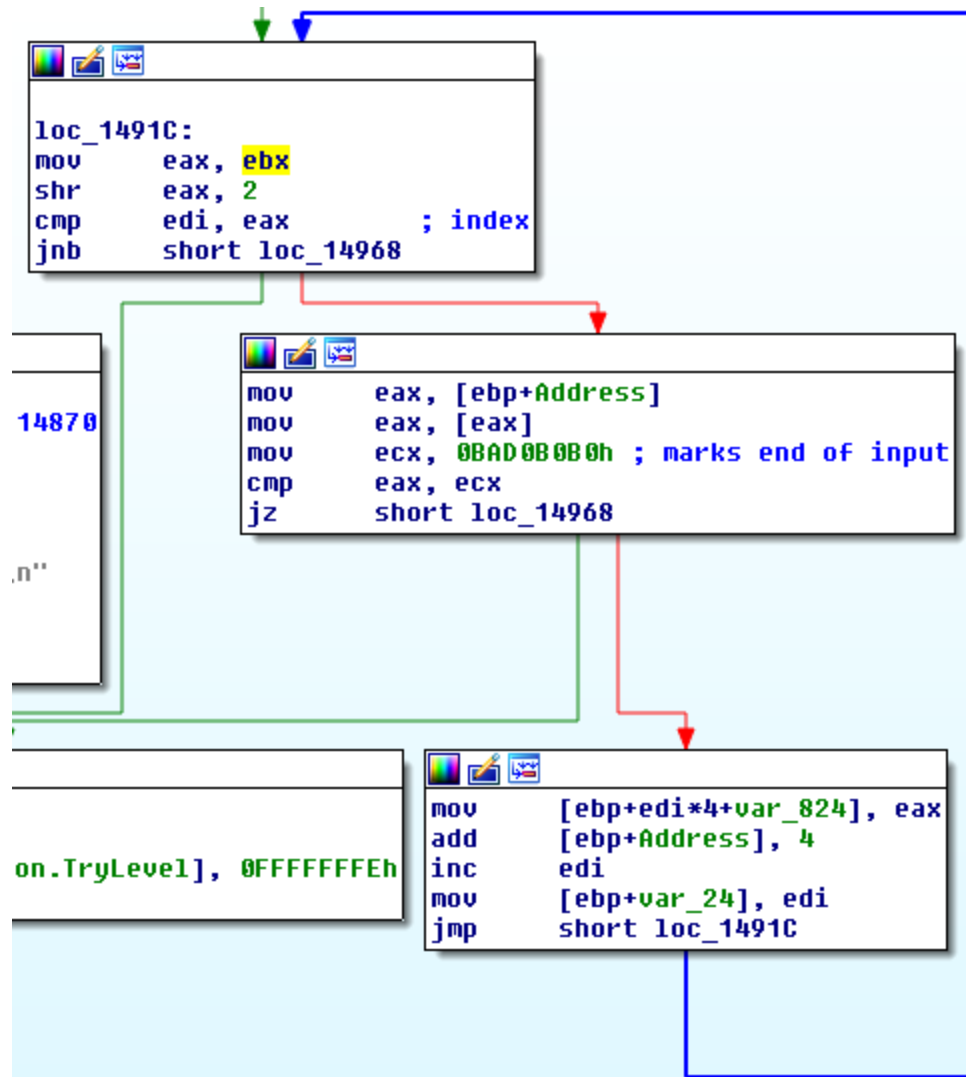 loc_1491C:
mov eax, ebx
shr eax, 2
cmp edi, eax ; index
jnb short loc_14968
mov eax, [ebp+Address]
mov eax, [eax]
mov ecx, 0BAD0B0B0h ; marks end of input
cmp eax, ecx
jz short loc_14968
14870
n"
mov [ebp+edi*4+var_824], eax
add [ebp+Address], 4
inc edi
mov [ebp+var_24], edi
jmp short loc_1491C
on.TryLevel], 0FFFFFFFEh